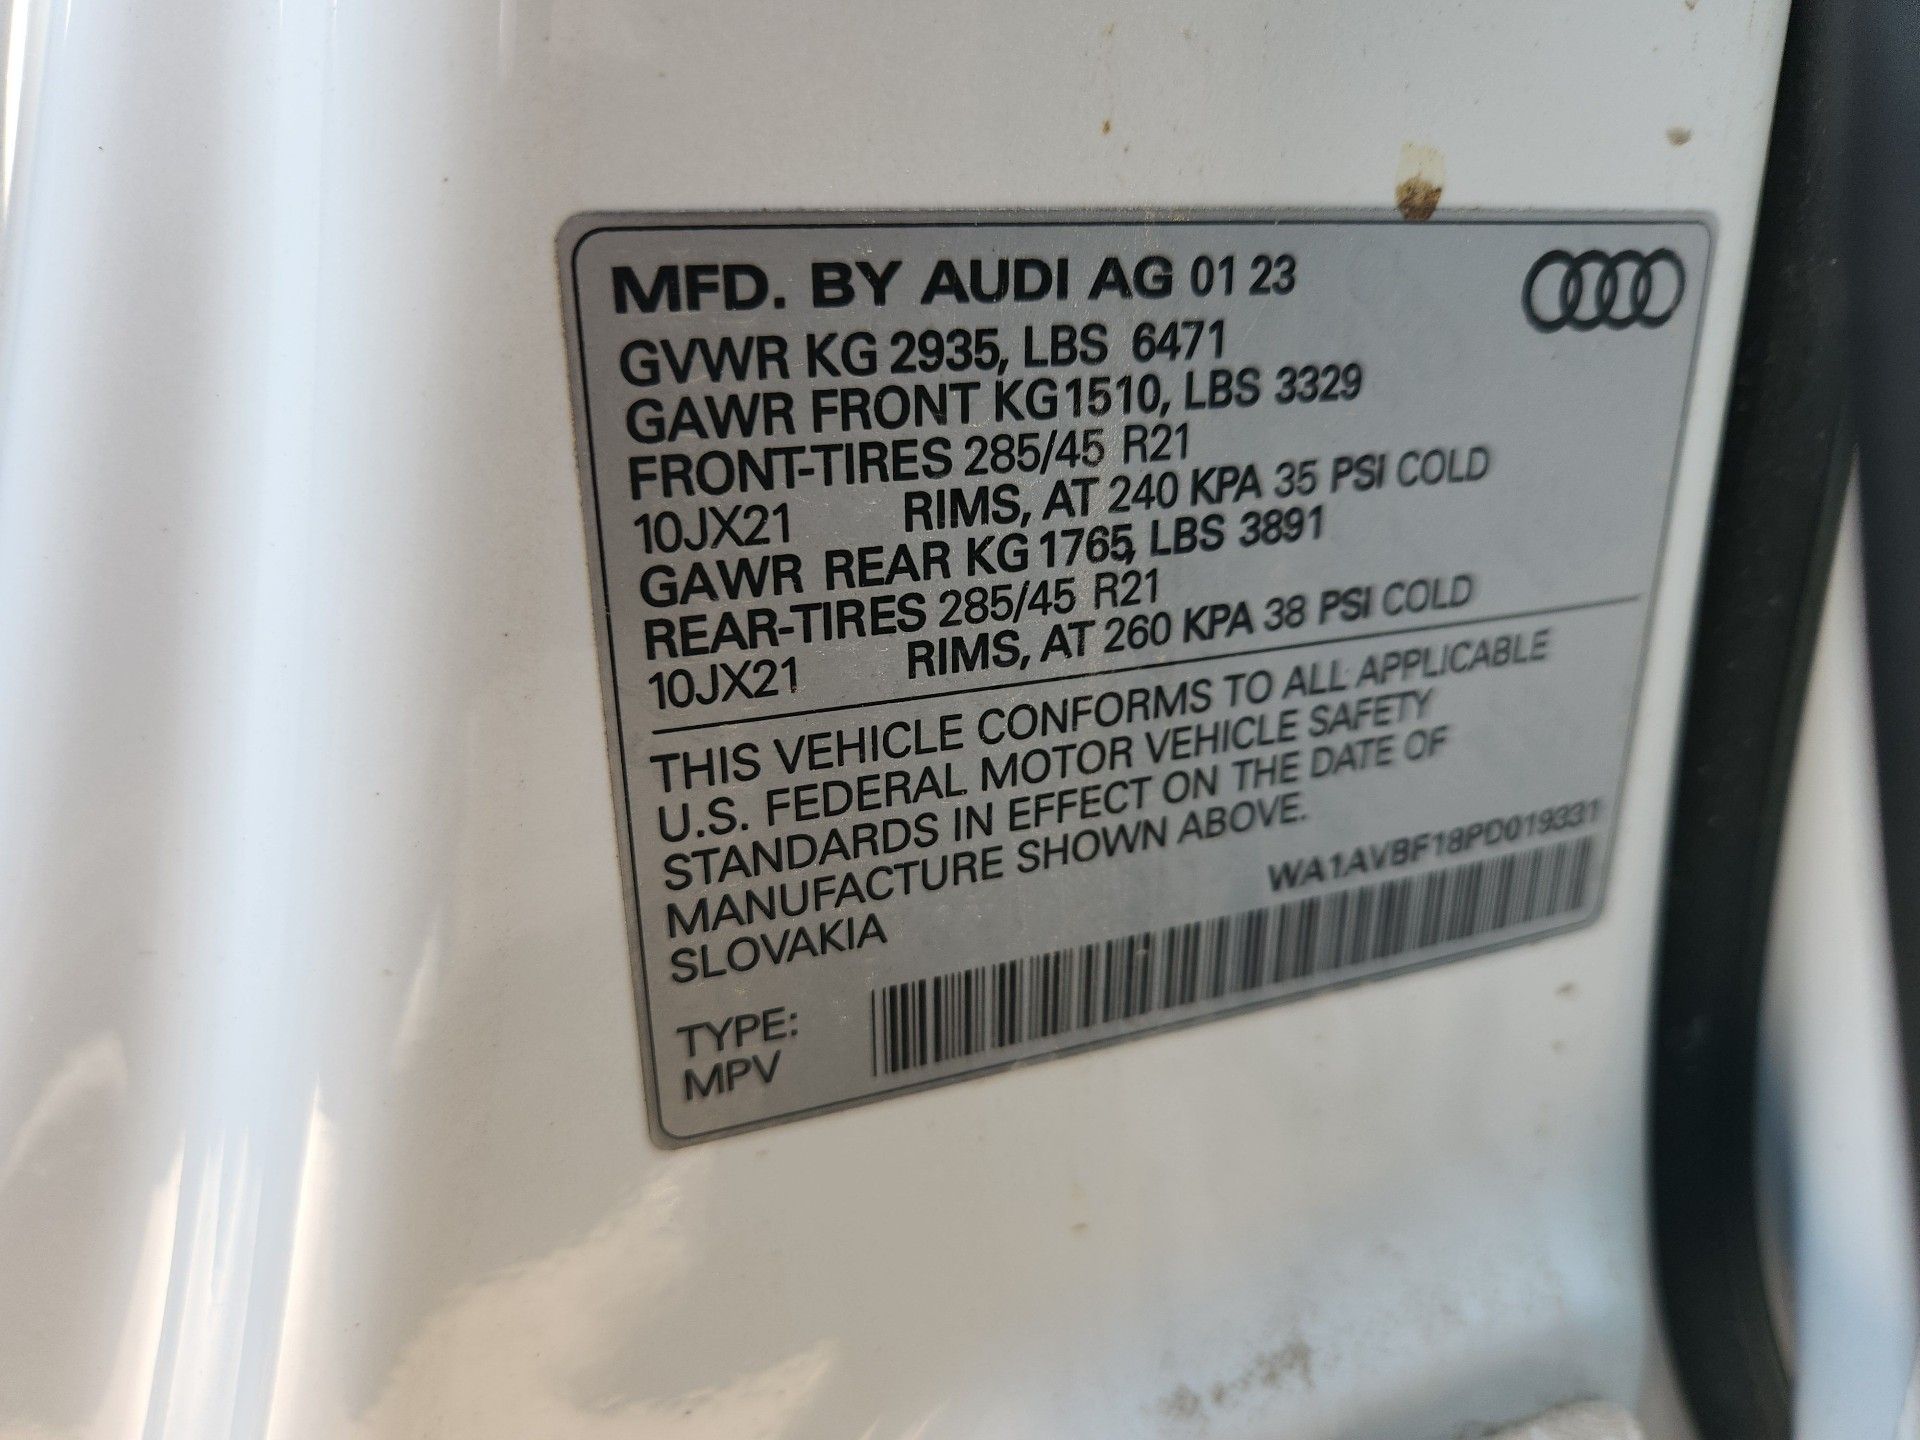 MFD. BY AUDI AG 01 23
GVWR KG 2935, LBS 6471
GAWR FRONT KG 1510, LBS 3329
FRONT-TIRES 285/45 R21
10JX21 RIMS, AT 240 KPA 35 PSI COLD
GAWR REAR KG 1765, LBS 3891
REAR-TIRES 285/45 R21
10JX21 RIMS, AT 260 KPA 38 PSI COLD
THIS VEHICLE CONFORMS TO ALL APPLICABLE
U.S. FEDERAL MOTOR VEHICLE SAFETY
STANDARDS IN EFFECT ON THE DATE OF
MANUFACTURE SHOWN ABOVE.
SLOVAKIA
WA1AVBF18PD019331
TYPE:
MPV